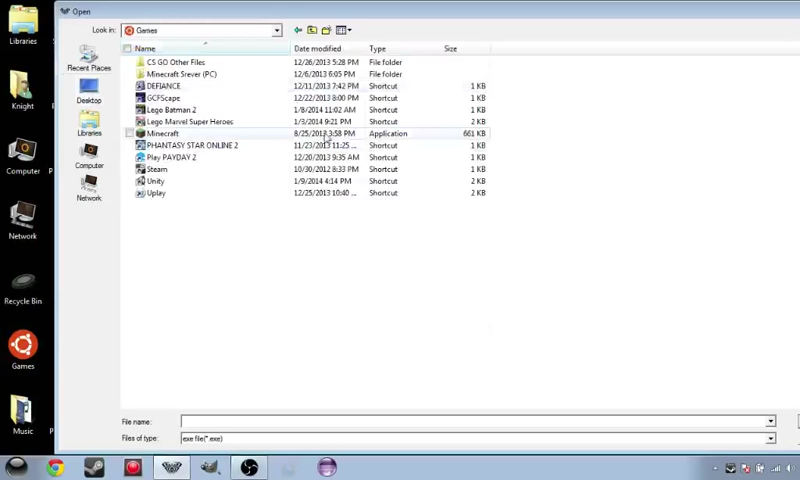 Open
Look in: Games
Name Date modified Type Size
CS GO Other Files 12/26/2013 5:28 PM File folder
Minecraft Srever (PC) 12/6/2013 6:05 PM File folder
DEFIANCE 12/11/2013 7:42 PM Shortcut 1 KB
GCFScape 12/22/2013 8:00 PM Shortcut 1 KB
Lego Batman 2 1/8/2014 11:02 AM Shortcut 2 KB
Lego Marvel Super Heroes 1/3/2014 9:21 PM Shortcut 2 KB
Minecraft 8/25/2013 3:58 PM Application 661 KB
PHANTASY STAR ONLINE 2 11/23/2013 11:25 ... Shortcut 1 KB
Play PAYDAY 2 12/20/2013 9:35 AM Shortcut 1 KB
Steam 10/30/2012 8:33 PM Shortcut 1 KB
Unity 1/9/2014 4:14 PM Shortcut 2 KB
Uplay 12/25/2013 10:40 ... Shortcut 2 KB
File name:
Files of type: exe file(*.exe)
Recent Places
Desktop
Libraries
Computer
Network
Libraries
Knight
Computer
Network
Recycle Bin
Games
Music